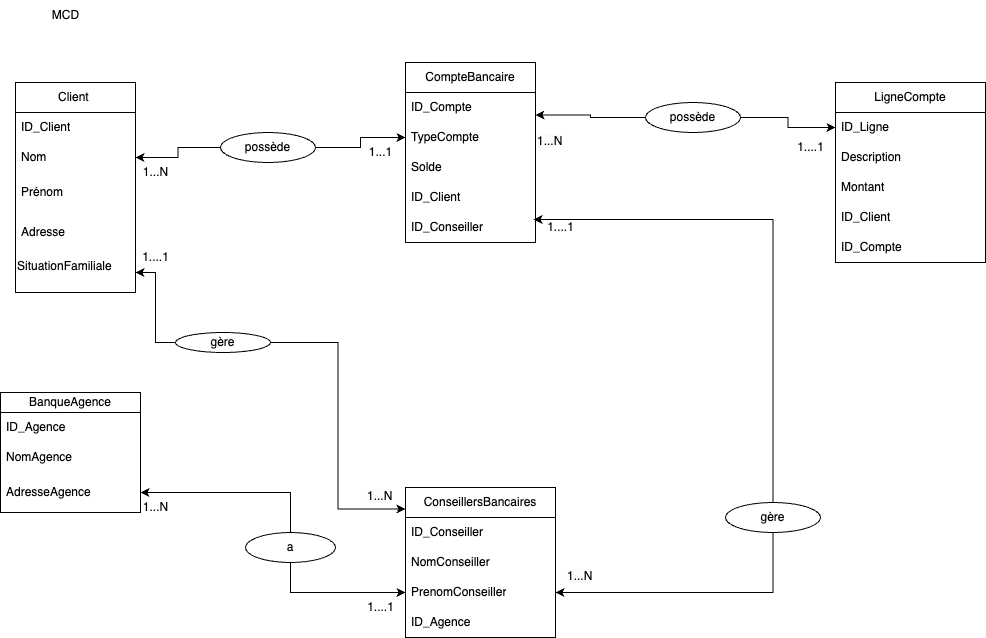 MCD
Client
ID_Client
Nom
Prénom
Adresse
SituationFamiliale
1...N
possède
1...1
CompteBancaire
ID_Compte
TypeCompte
Solde
ID_Client
ID_Conseiller
1...N
possède
1....1
LigneCompte
ID_Ligne
Description
Montant
ID_Client
ID_Compte
1....1
1....1
gère
BanqueAgence
ID_Agence
NomAgence
AdresseAgence
1...N
a
1....1
1...N
ConseillersBancaires
ID_Conseiller
NomConseiller
PrenomConseiller
ID_Agence
1...N
gère